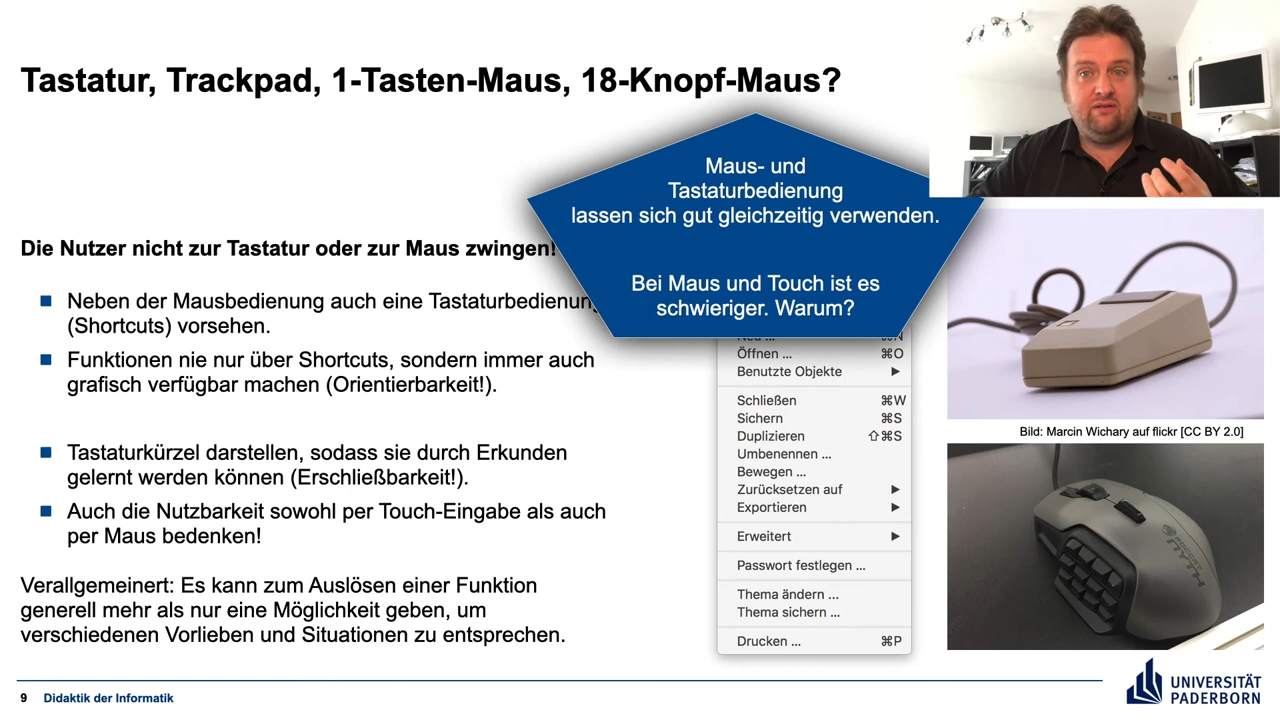 Tastatur, Trackpad, 1-Tasten-Maus, 18-Knopf-Maus?
Maus- und
Tastaturbedienung
lassen sich gut gleichzeitig verwenden.
Bei Maus und Touch ist es
schwieriger. Warum?
Die Nutzer nicht zur Tastatur oder zur Maus zwingen!
Neben der Mausbedienung auch eine Tastaturbedienung
(Shortcuts) vorsehen.
Funktionen nie nur über Shortcuts, sondern immer auch
grafisch verfügbar machen (Orientierbarkeit!).
Tastaturkürzel darstellen, sodass sie durch Erkunden
gelernt werden können (Erschließbarkeit!).
Auch die Nutzbarkeit sowohl per Touch-Eingabe als auch
per Maus bedenken!
Verallgemeinert: Es kann zum Auslösen einer Funktion
generell mehr als nur eine Möglichkeit geben, um
verschiedenen Vorlieben und Situationen zu entsprechen.
Neu ... ⌘N
Öffnen ... ⌘O
Benutzte Objekte ▶
Schließen ⌘W
Sichern ⌘S
Duplizieren ⇧⌘S
Umbenennen ...
Bewegen ...
Zurücksetzen auf ▶
Exportieren ▶
Erweitert ▶
Passwort festlegen ...
Thema ändern ...
Thema sichern ...
Drucken ... ⌘P
Bild: Marcin Wichary auf flickr [CC BY 2.0]
ROCCAT
NYTH
9 Didaktik der Informatik
UNIVERSITÄT
PADERBORN